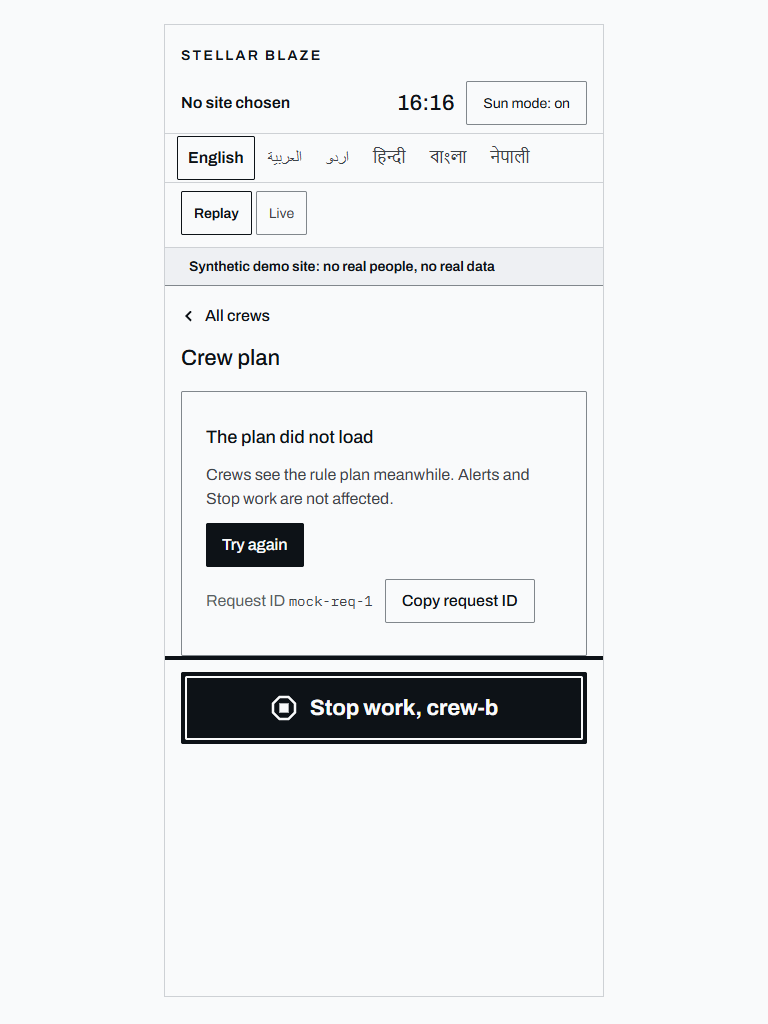 STELLAR BLAZE
No site chosen
16:16
Sun mode: on
English
العربية
اردو
हिन्दी
বাংলা
नेपाली
Replay
Live
Synthetic demo site: no real people, no real data
All crews
Crew plan
The plan did not load
Crews see the rule plan meanwhile. Alerts and
Stop work are not affected.
Try again
Request ID mock-req-1
Copy request ID
Stop work, crew-b